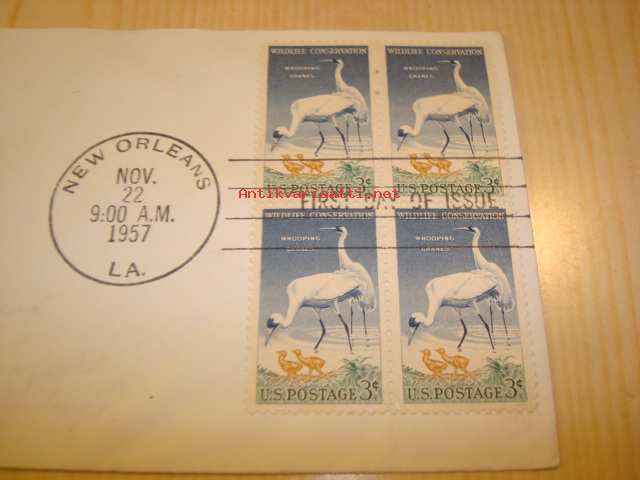 WILDLIFE CONSERVATION
WHOOPING
CRANES
U.S. POSTAGE 3¢
WILDLIFE CONSERVATION
WHOOPING
CRANES
U.S. POSTAGE 3¢
NEW ORLEANS
NOV.
22
9:00 A.M.
1957
LA.
Antikvariaatti.net
FIRST DAY OF ISSUE
WILDLIFE CONSERVATION
WHOOPING
CRANES
U.S. POSTAGE 3¢
WILDLIFE CONSERVATION
WHOOPING
CRANES
U.S. POSTAGE 3¢